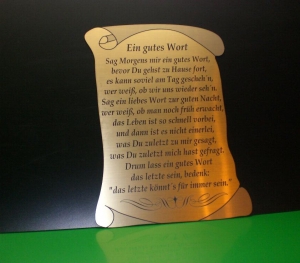 Ein gutes Wort
Sag Morgens mir ein gutes Wort,
bevor Du gehst zu Hause fort,
es kann soviel am Tag gescheh'n,
wer weiß, ob wir uns wieder seh'n.
Sag ein liebes Wort zur guten Nacht,
wer weiß, ob man noch früh erwacht,
das Leben ist so schnell vorbei,
und dann ist es nicht einerlei,
was Du zuletzt zu mir gesagt,
was Du zuletzt mich hast gefragt.
Drum lass ein gutes Wort
das letzte sein, bedenk:
"das letzte könnt's für immer sein."